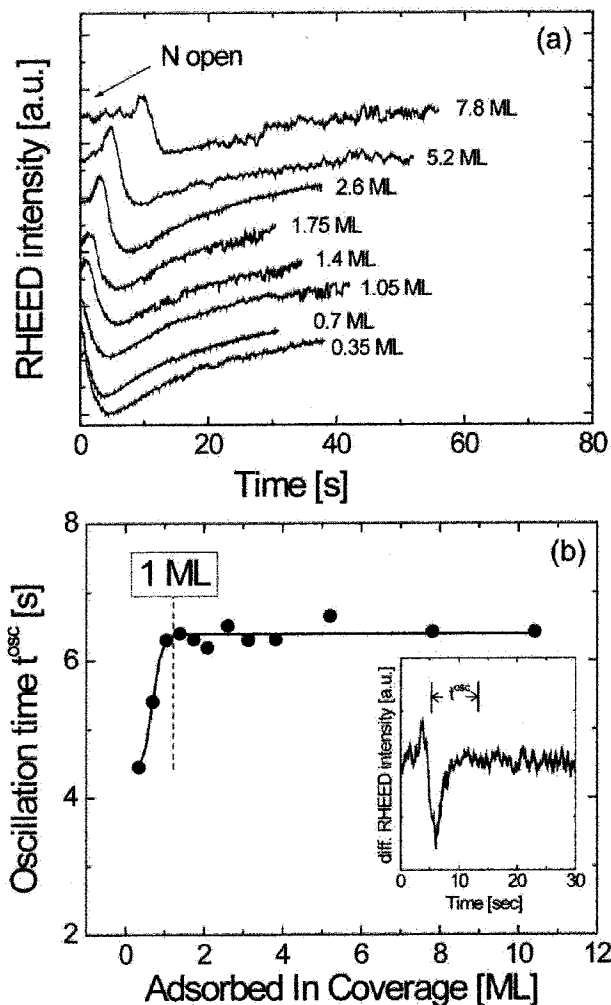 (a)
N open
7.8 ML
5.2 ML
2.6 ML
1.75 ML
1.4 ML
1.05 ML
0.7 ML
0.35 ML
RHEED intensity [a.u.]
0 20 40 60 80
Time [s]
(b)
8
6
4
2
1 ML
Oscillation time t^osc [s]
t^osc
diff. RHEED intensity [a.u.]
0 10 20 30
Time [sec]
0 2 4 6 8 10 12
Adsorbed In Coverage [ML]